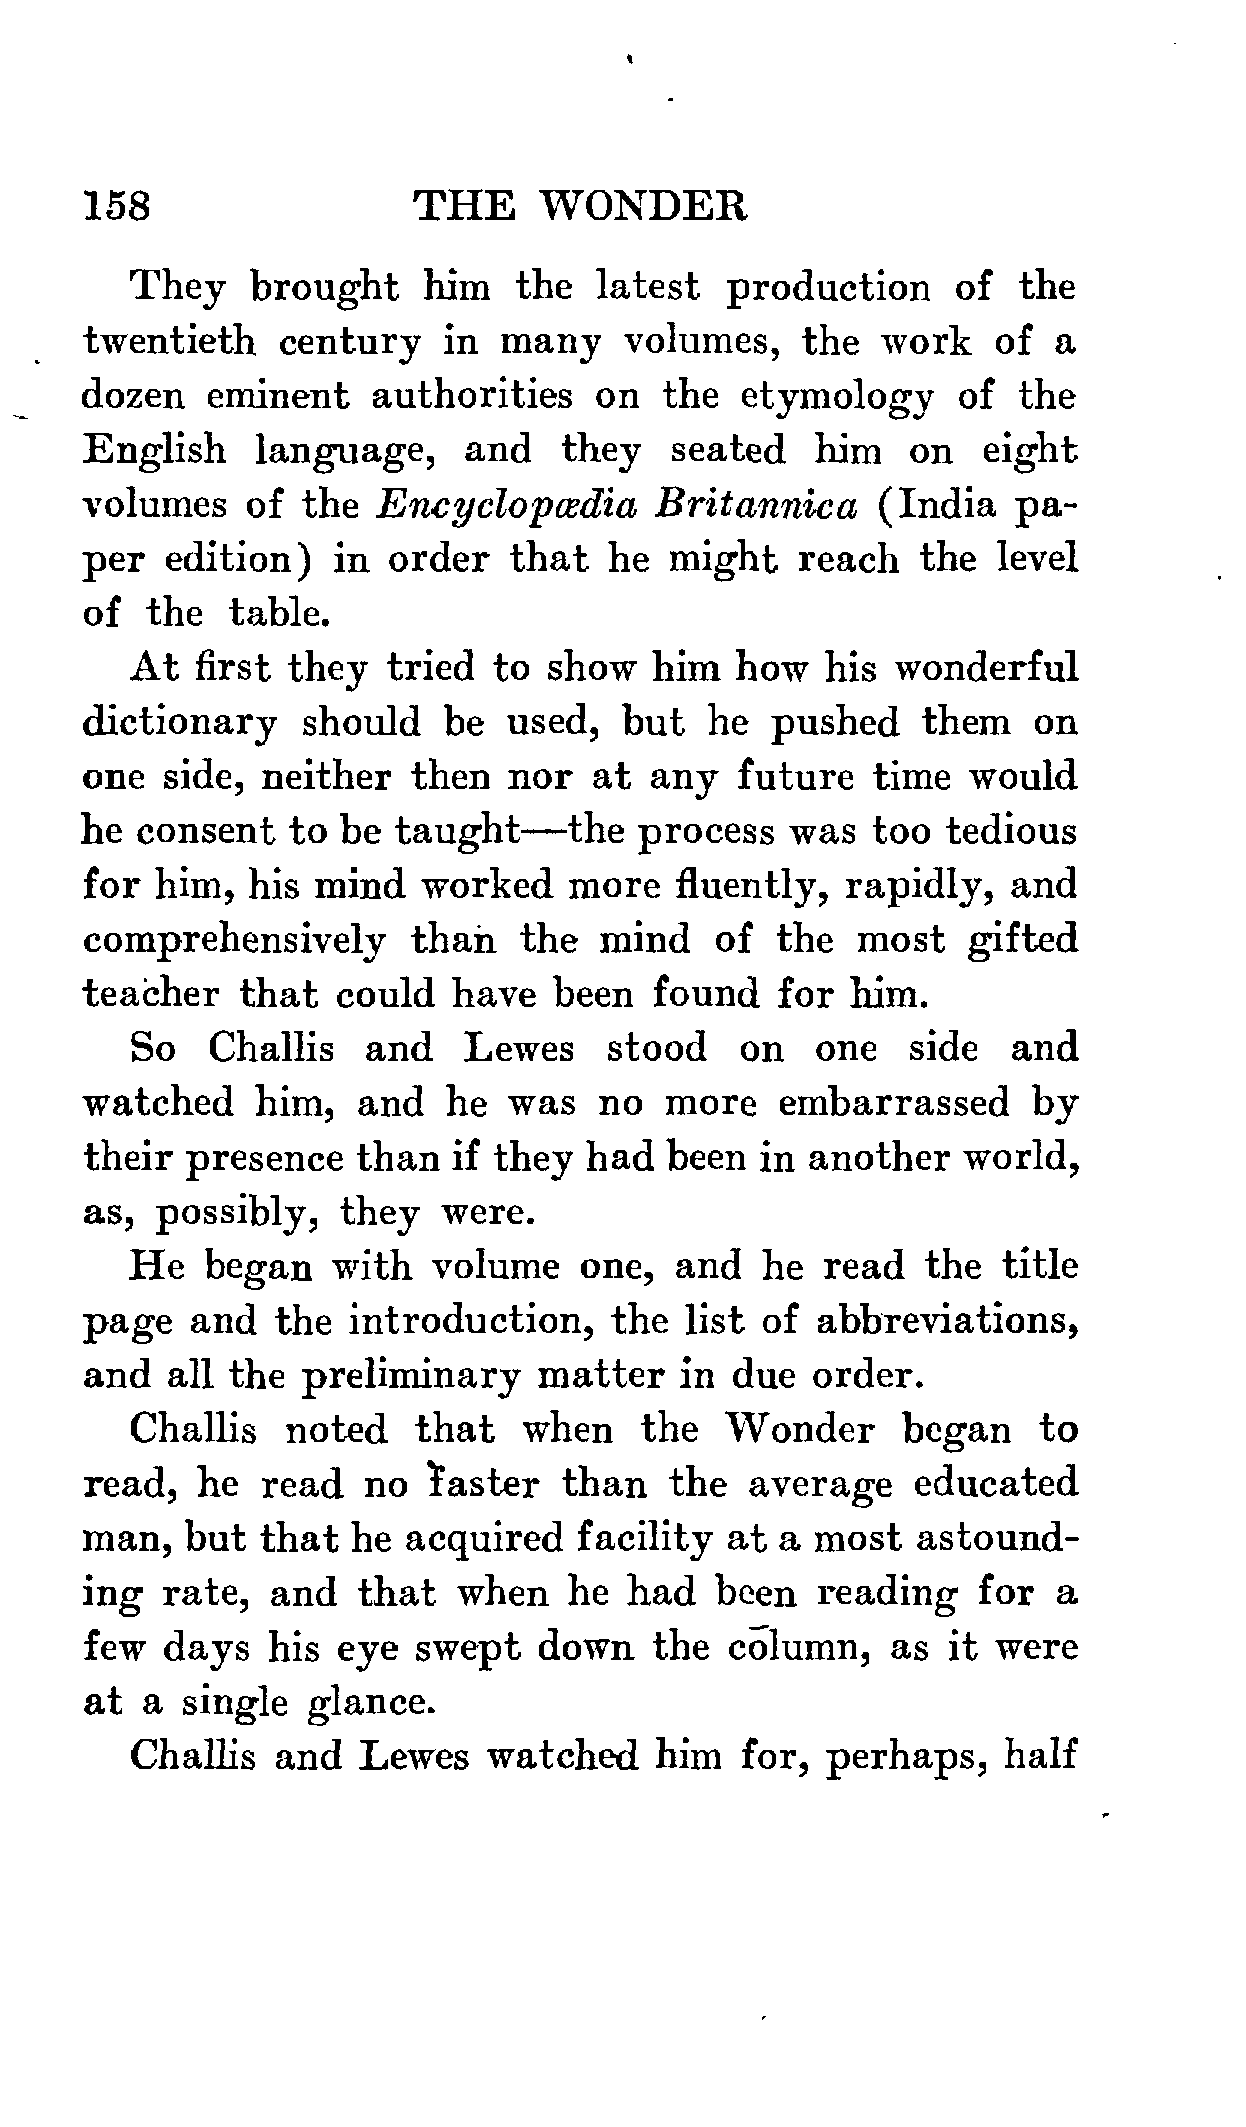 158 THE WONDER
They brought him the latest production of the
twentieth century in many volumes, the work of a
dozen eminent authorities on the etymology of the
English language, and they seated him on eight
volumes of the Encyclopædia Britannica (India pa-
per edition) in order that he might reach the level
of the table.
At first they tried to show him how his wonderful
dictionary should be used, but he pushed them on
one side, neither then nor at any future time would
he consent to be taught—the process was too tedious
for him, his mind worked more fluently, rapidly, and
comprehensively than the mind of the most gifted
teacher that could have been found for him.
So Challis and Lewes stood on one side and
watched him, and he was no more embarrassed by
their presence than if they had been in another world,
as, possibly, they were.
He began with volume one, and he read the title
page and the introduction, the list of abbreviations,
and all the preliminary matter in due order.
Challis noted that when the Wonder began to
read, he read no faster than the average educated
man, but that he acquired facility at a most astound-
ing rate, and that when he had been reading for a
few days his eye swept down the column, as it were
at a single glance.
Challis and Lewes watched him for, perhaps, half